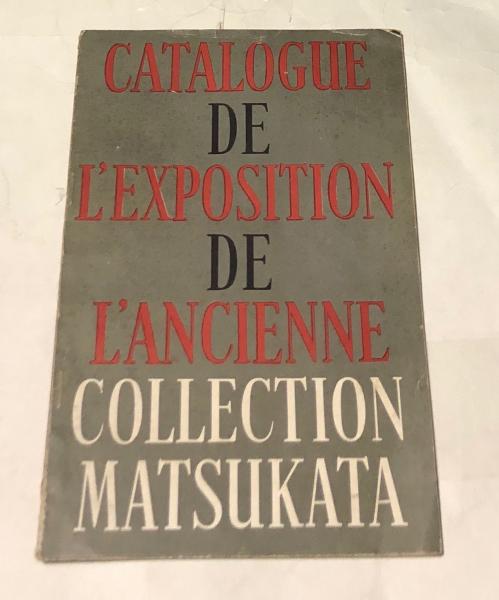 CATALOGUE
DE
L'EXPOSITION
DE
L'ANCIENNE
COLLECTION
MATSUKATA